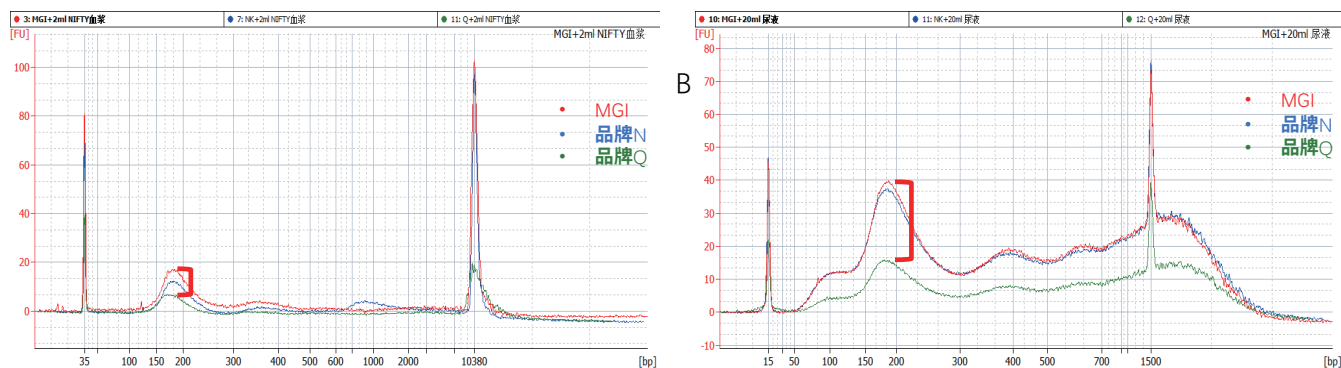 3: MGI+2ml NIFTY血浆
7: NK+2ml NIFTY血浆
11: Q+2ml NIFTY血浆
[FU]
MGI+2ml NIFTY血浆
100
80
60
40
20
0
MGI
品牌N
品牌Q
35 100 150 200 300 400 500 600 1000 2000 10380 [bp]
B
10: MGI+20ml 尿液
11: NK+20ml 尿液
12: Q+20ml 尿液
[FU]
MGI+20ml 尿液
80
70
60
50
40
30
20
10
0
-10
MGI
品牌N
品牌Q
15 50 100 150 200 300 400 500 700 1500 [bp]